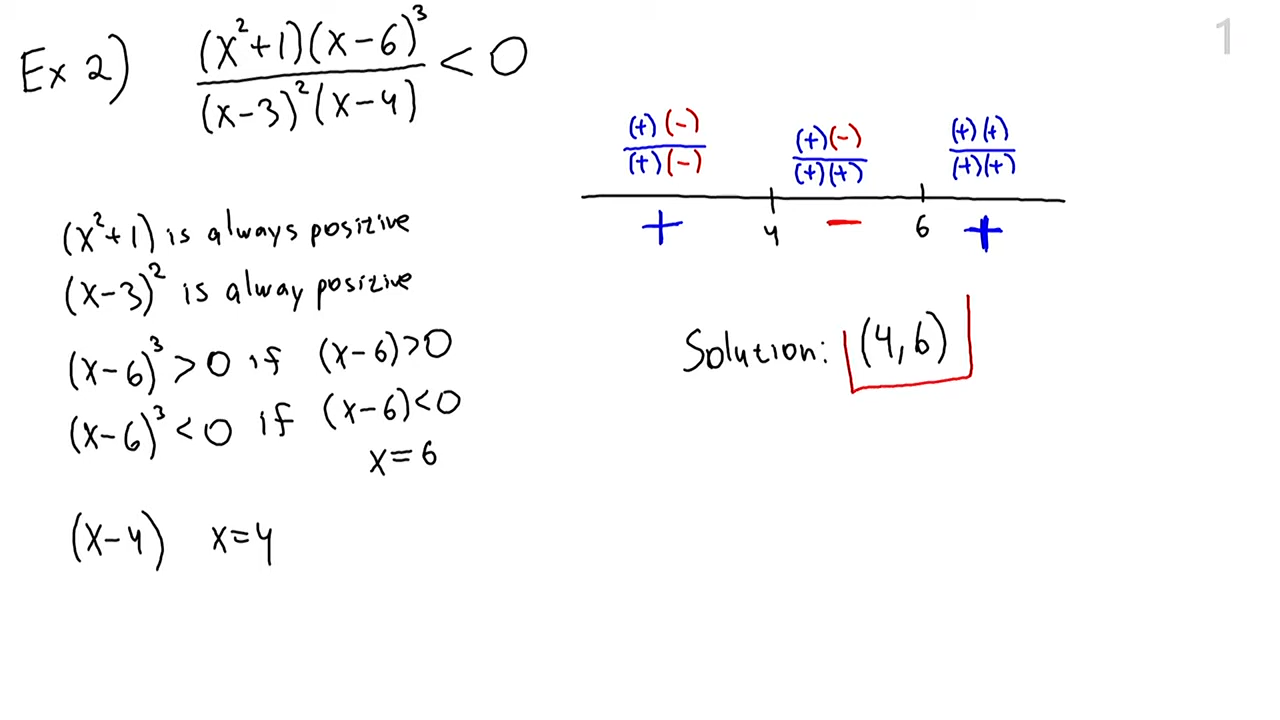 1
Ex 2) (x²+1)(x-6)³ / (x-3)²(x-4) < 0
(x²+1) is always positive
(x-3)² is alway positive
(x-6)³ > 0 if (x-6) > 0
(x-6)³ < 0 if (x-6) < 0
x = 6
(x-4) x = 4
(+)(-) / (+)(-) (+)(-) / (+)(+) (+)(+) / (+)(+)
+ 4 - 6 +
Solution: (4, 6)